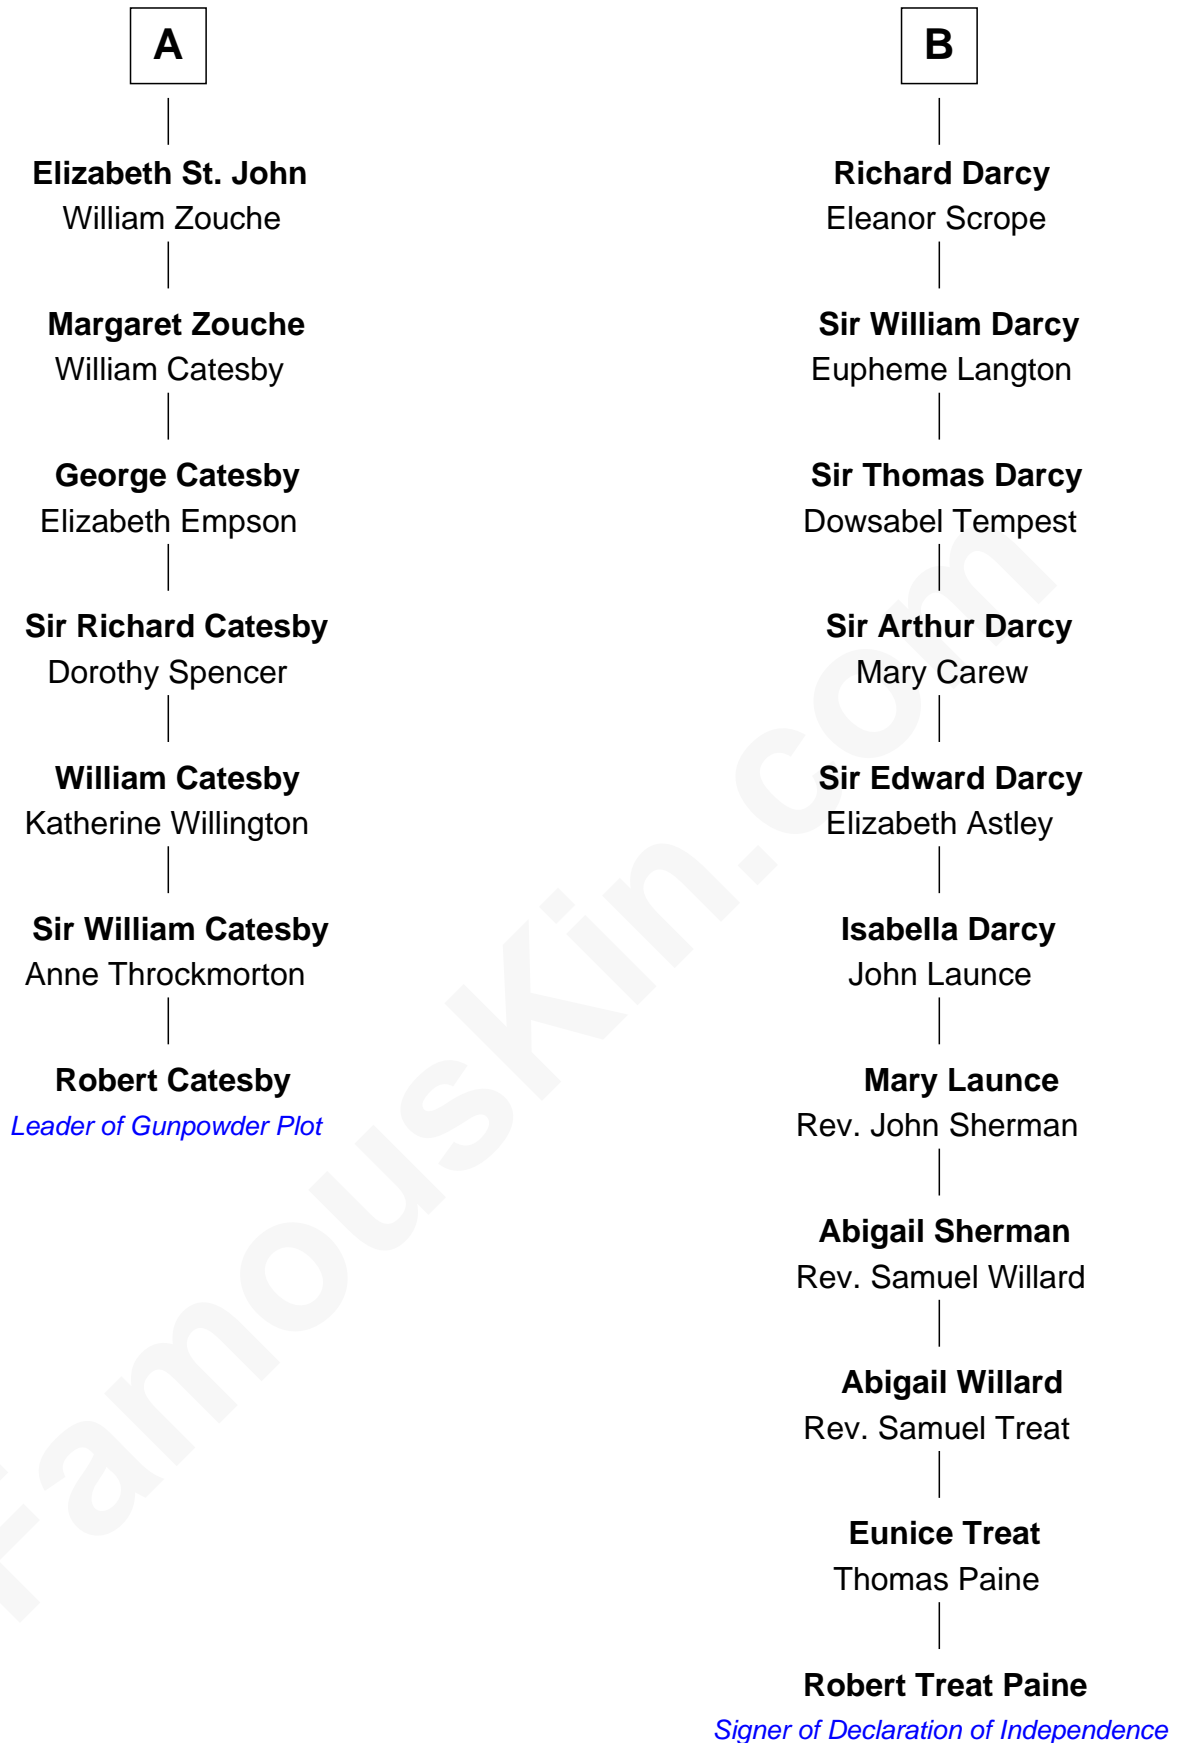 A
Elizabeth St. John
William Zouche
Margaret Zouche
William Catesby
George Catesby
Elizabeth Empson
Sir Richard Catesby
Dorothy Spencer
William Catesby
Katherine Willington
Sir William Catesby
Anne Throckmorton
Robert Catesby
Leader of Gunpowder Plot
B
Richard Darcy
Eleanor Scrope
Sir William Darcy
Eupheme Langton
Sir Thomas Darcy
Dowsabel Tempest
Sir Arthur Darcy
Mary Carew
Sir Edward Darcy
Elizabeth Astley
Isabella Darcy
John Launce
Mary Launce
Rev. John Sherman
Abigail Sherman
Rev. Samuel Willard
Abigail Willard
Rev. Samuel Treat
Eunice Treat
Thomas Paine
Robert Treat Paine
Signer of Declaration of Independence
FamousKin.com